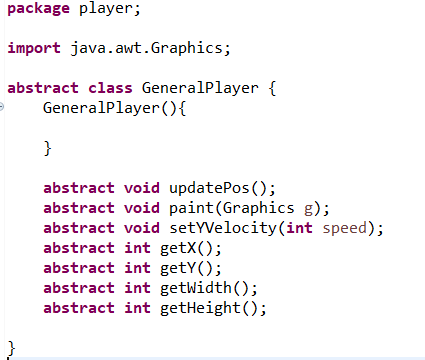 package player;
import java.awt.Graphics;
abstract class GeneralPlayer {
GeneralPlayer(){
}
abstract void updatePos();
abstract void paint(Graphics g);
abstract void setYVelocity(int speed);
abstract int getX();
abstract int getY();
abstract int getWidth();
abstract int getHeight();
}